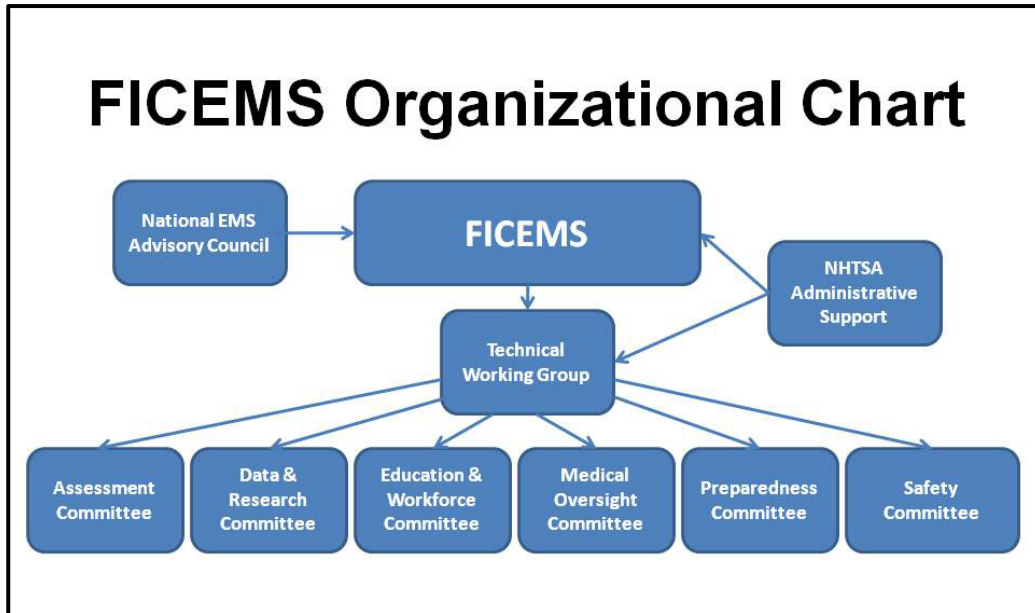 FICEMS Organizational Chart
National EMS
Advisory Council
FICEMS
NHTSA
Administrative
Support
Technical
Working Group
Assessment
Committee
Data &
Research
Committee
Education &
Workforce
Committee
Medical
Oversight
Committee
Preparedness
Committee
Safety
Committee